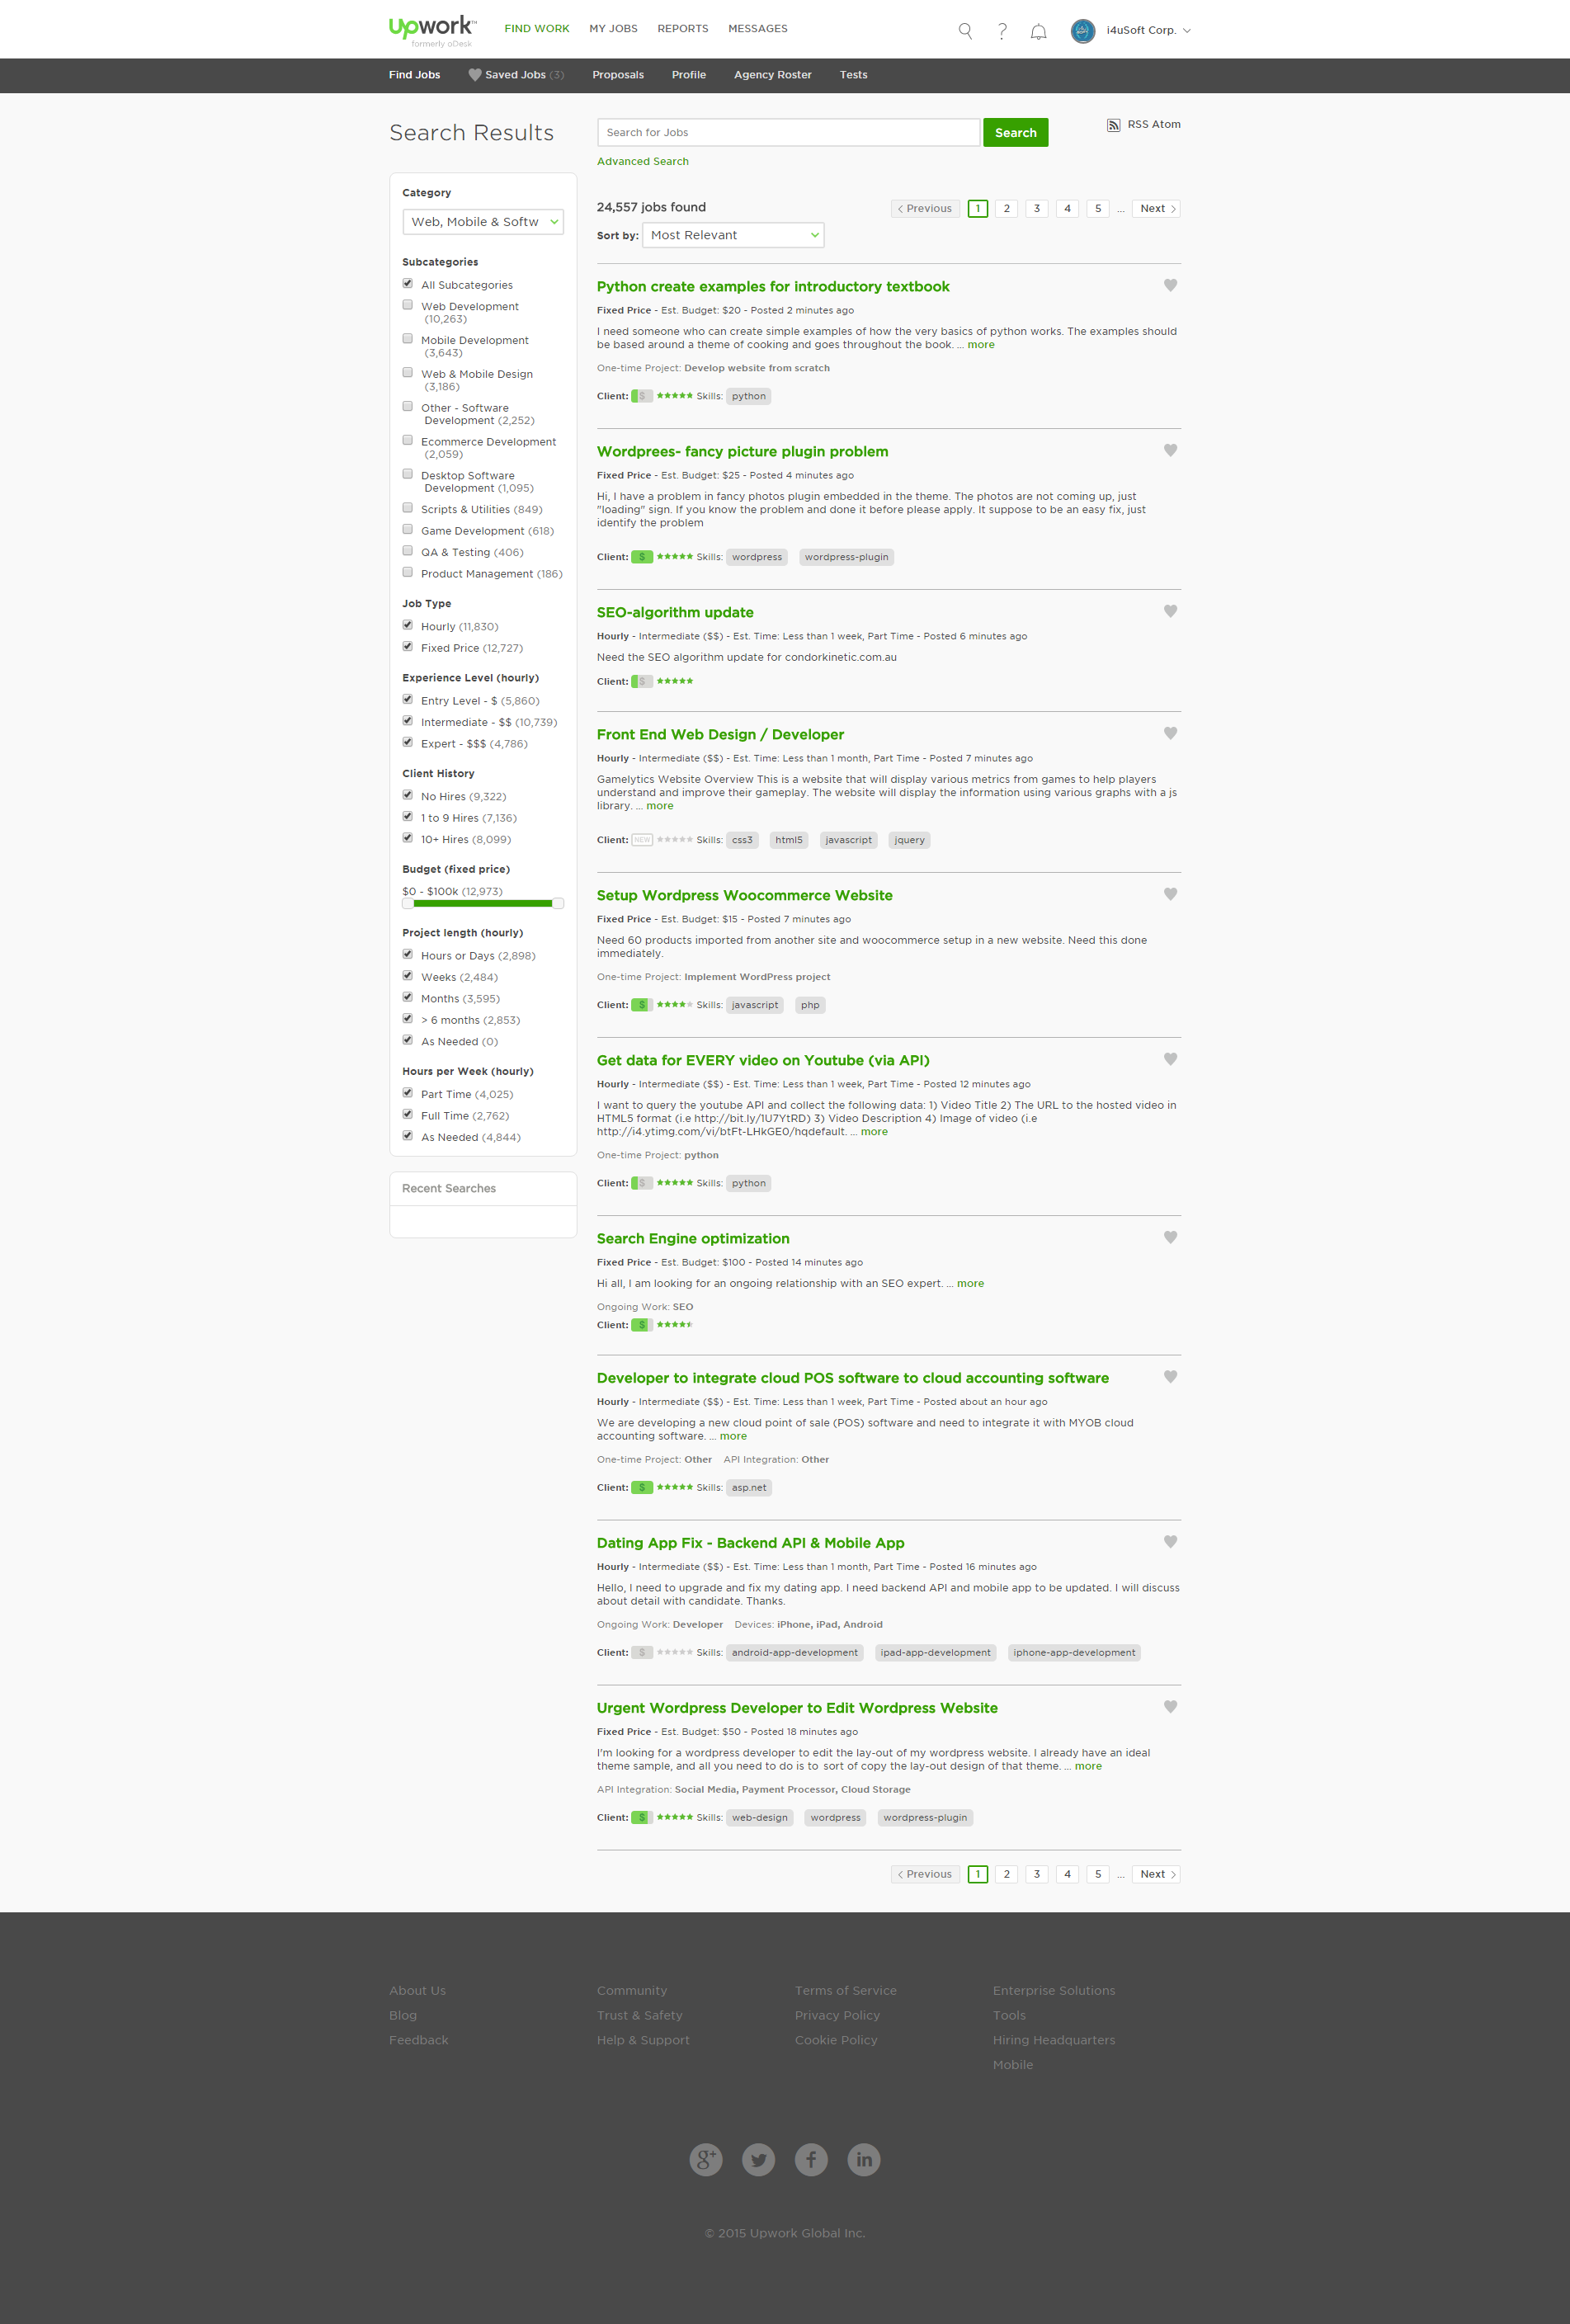 upwork™
formerly oDesk
FIND WORK MY JOBS REPORTS MESSAGES
i4uSoft Corp.
Find Jobs Saved Jobs (3) Proposals Profile Agency Roster Tests
Search Results
Search for Jobs
Search
RSS Atom
Advanced Search
Category
Web, Mobile & Softw
Subcategories
All Subcategories
Web Development
(10,263)
Mobile Development
(3,643)
Web & Mobile Design
(3,186)
Other - Software
Development (2,252)
Ecommerce Development
(2,059)
Desktop Software
Development (1,095)
Scripts & Utilities (849)
Game Development (618)
QA & Testing (406)
Product Management (186)
Job Type
Hourly (11,830)
Fixed Price (12,727)
Experience Level (hourly)
Entry Level - $ (5,860)
Intermediate - $$ (10,739)
Expert - $$$ (4,786)
Client History
No Hires (9,322)
1 to 9 Hires (7,136)
10+ Hires (8,099)
Budget (fixed price)
$0 - $100k (12,973)
Project length (hourly)
Hours or Days (2,898)
Weeks (2,484)
Months (3,595)
> 6 months (2,853)
As Needed (0)
Hours per Week (hourly)
Part Time (4,025)
Full Time (2,762)
As Needed (4,844)
Recent Searches
24,557 jobs found
Previous 1 2 3 4 5 ... Next
Sort by: Most Relevant
Python create examples for introductory textbook
Fixed Price - Est. Budget: $20 - Posted 2 minutes ago
I need someone who can create simple examples of how the very basics of python works. The examples should
be based around a theme of cooking and goes throughout the book. ... more
One-time Project: Develop website from scratch
Client: $ Skills: python
Wordprees- fancy picture plugin problem
Fixed Price - Est. Budget: $25 - Posted 4 minutes ago
Hi, I have a problem in fancy photos plugin embedded in the theme. The photos are not coming up, just
"loading" sign. If you know the problem and done it before please apply. It suppose to be an easy fix, just
identify the problem
Client: $ Skills: wordpress wordpress-plugin
SEO-algorithm update
Hourly - Intermediate ($$) - Est. Time: Less than 1 week, Part Time - Posted 6 minutes ago
Need the SEO algorithm update for condorkinetic.com.au
Client: $
Front End Web Design / Developer
Hourly - Intermediate ($$) - Est. Time: Less than 1 month, Part Time - Posted 7 minutes ago
Gamelytics Website Overview This is a website that will display various metrics from games to help players
understand and improve their gameplay. The website will display the information using various graphs with a js
library. ... more
Client: NEW Skills: css3 html5 javascript jquery
Setup Wordpress Woocommerce Website
Fixed Price - Est. Budget: $15 - Posted 7 minutes ago
Need 60 products imported from another site and woocommerce setup in a new website. Need this done
immediately.
One-time Project: Implement WordPress project
Client: $ Skills: javascript php
Get data for EVERY video on Youtube (via API)
Hourly - Intermediate ($$) - Est. Time: Less than 1 week, Part Time - Posted 12 minutes ago
I want to query the youtube API and collect the following data: 1) Video Title 2) The URL to the hosted video in
HTML5 format (i.e http://bit.ly/1U7YtRD) 3) Video Description 4) Image of video (i.e
http://i4.ytimg.com/vi/btFt-LHkGE0/hqdefault. ... more
One-time Project: python
Client: $ Skills: python
Search Engine optimization
Fixed Price - Est. Budget: $100 - Posted 14 minutes ago
Hi all, I am looking for an ongoing relationship with an SEO expert. ... more
Ongoing Work: SEO
Client: $
Developer to integrate cloud POS software to cloud accounting software
Hourly - Intermediate ($$) - Est. Time: Less than 1 week, Part Time - Posted about an hour ago
We are developing a new cloud point of sale (POS) software and need to integrate it with MYOB cloud
accounting software. ... more
One-time Project: Other API Integration: Other
Client: $ Skills: asp.net
Dating App Fix - Backend API & Mobile App
Hourly - Intermediate ($$) - Est. Time: Less than 1 month, Part Time - Posted 16 minutes ago
Hello, I need to upgrade and fix my dating app. I need backend API and mobile app to be updated. I will discuss
about detail with candidate. Thanks.
Ongoing Work: Developer Devices: iPhone, iPad, Android
Client: $ Skills: android-app-development ipad-app-development iphone-app-development
Urgent Wordpress Developer to Edit Wordpress Website
Fixed Price - Est. Budget: $50 - Posted 18 minutes ago
I'm looking for a wordpress developer to edit the lay-out of my wordpress website. I already have an ideal
theme sample, and all you need to do is to sort of copy the lay-out design of that theme. ... more
API Integration: Social Media, Payment Processor, Cloud Storage
Client: $ Skills: web-design wordpress wordpress-plugin
Previous 1 2 3 4 5 ... Next
About Us Community Terms of Service Enterprise Solutions
Blog Trust & Safety Privacy Policy Tools
Feedback Help & Support Cookie Policy Hiring Headquarters
Mobile
© 2015 Upwork Global Inc.